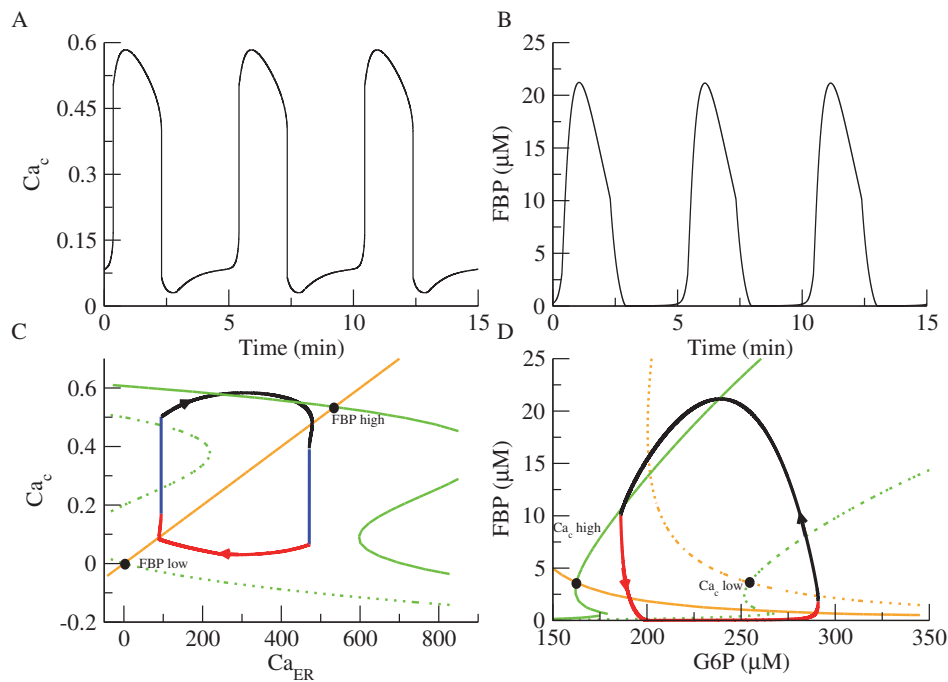 A
0.6
0.45
0.3
0.15
0
Ca_c
0
5
10
15
Time (min)
B
25
20
15
10
5
0
FBP (μM)
0
5
10
15
Time (min)
C
0.6
0.4
0.2
0
-0.2
Ca_c
FBP high
FBP low
0
200
400
600
800
Ca_ER
D
25
20
15
10
5
0
FBP (μM)
Ca_c high
Ca_c low
150
200
250
300
350
G6P (μM)